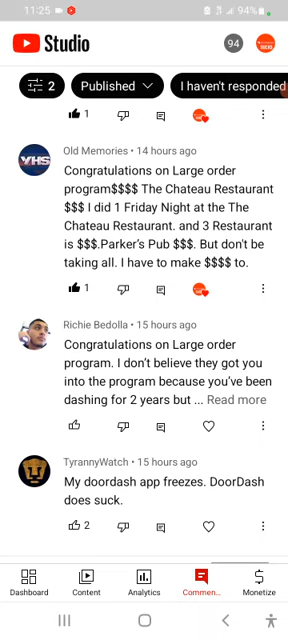 11:25
94%
Studio
94
2
Published
I haven't responded
1
Old Memories • 14 hours ago
Congratulations on Large order
program$$$$ The Chateau Restaurant
$$$ I did 1 Friday Night at the The
Chateau Restaurant. and 3 Restaurant
is $$$.Parker's Pub $$$. But don't be
taking all. I have to make $$$$ to.
1
VHS
Richie Bedolla • 15 hours ago
Congratulations on Large order
program. I don't believe they got you
into the program because you've been
dashing for 2 years but ... Read more
TyrannyWatch • 15 hours ago
My doordash app freezes. DoorDash
does suck.
2
Dashboard
Content
Analytics
Commen...
Monetize